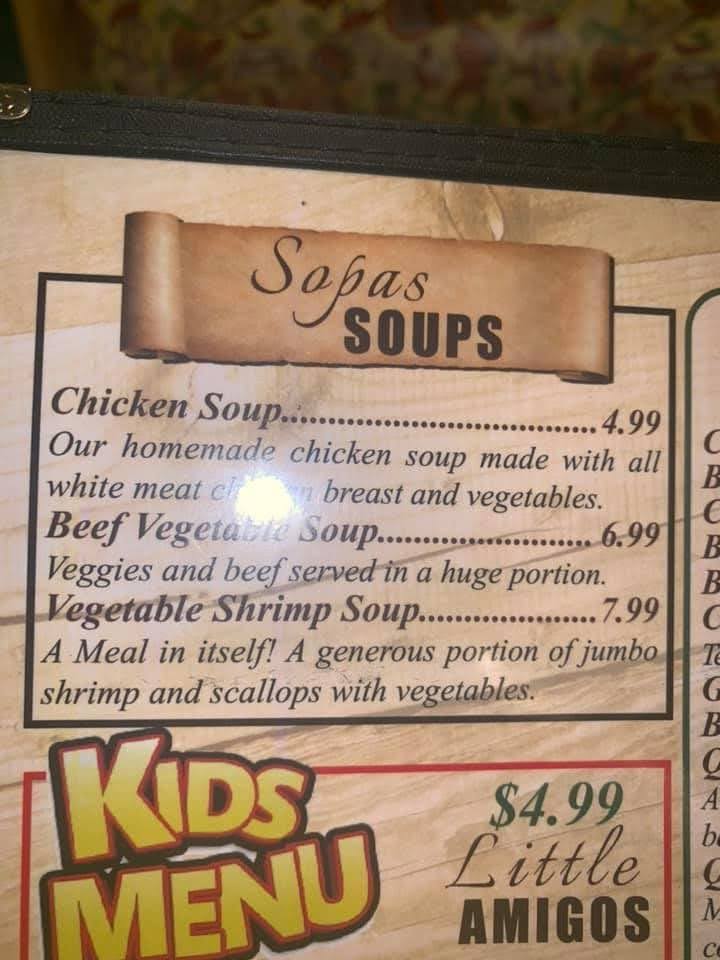 Sopas
SOUPS
Chicken Soup.................................4.99
Our homemade chicken soup made with all
white meat chicken breast and vegetables.
Beef Vegetable Soup........................6.99
Veggies and beef served in a huge portion.
Vegetable Shrimp Soup....................7.99
A Meal in itself! A generous portion of jumbo
shrimp and scallops with vegetables.
KIDS
MENU
$4.99
Little
AMIGOS